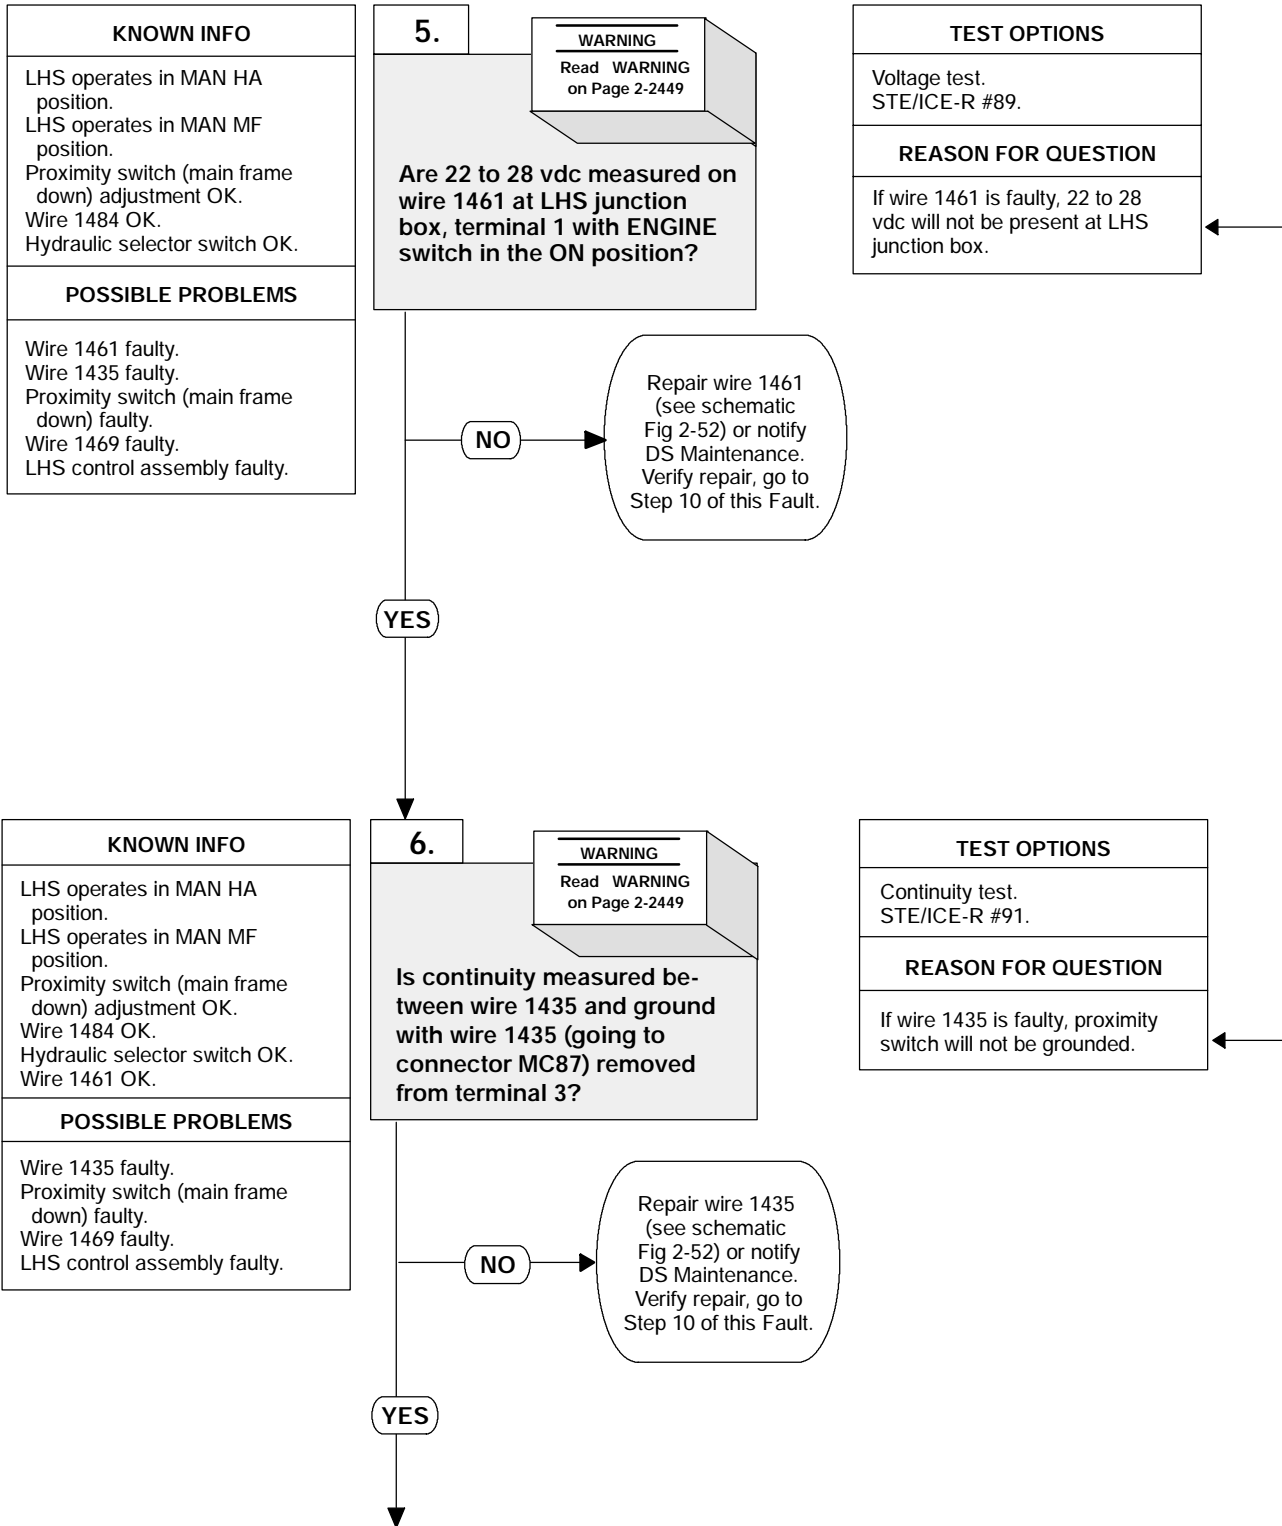 KNOWN INFO
LHS operates in MAN HA
position.
LHS operates in MAN MF
position.
Proximity switch (main frame
down) adjustment OK.
Wire 1484 OK.
Hydraulic selector switch OK.
POSSIBLE PROBLEMS
Wire 1461 faulty.
Wire 1435 faulty.
Proximity switch (main frame
down) faulty.
Wire 1469 faulty.
LHS control assembly faulty.
5.
WARNING
Read WARNING
on Page 2-2449
Are 22 to 28 vdc measured on
wire 1461 at LHS junction
box, terminal 1 with ENGINE
switch in the ON position?
TEST OPTIONS
Voltage test.
STE/ICE-R #89.
REASON FOR QUESTION
If wire 1461 is faulty, 22 to 28
vdc will not be present at LHS
junction box.
NO
Repair wire 1461
(see schematic
Fig 2-52) or notify
DS Maintenance.
Verify repair, go to
Step 10 of this Fault.
YES
KNOWN INFO
LHS operates in MAN HA
position.
LHS operates in MAN MF
position.
Proximity switch (main frame
down) adjustment OK.
Wire 1484 OK.
Hydraulic selector switch OK.
Wire 1461 OK.
POSSIBLE PROBLEMS
Wire 1435 faulty.
Proximity switch (main frame
down) faulty.
Wire 1469 faulty.
LHS control assembly faulty.
6.
WARNING
Read WARNING
on Page 2-2449
Is continuity measured be-
tween wire 1435 and ground
with wire 1435 (going to
connector MC87) removed
from terminal 3?
TEST OPTIONS
Continuity test.
STE/ICE-R #91.
REASON FOR QUESTION
If wire 1435 is faulty, proximity
switch will not be grounded.
NO
Repair wire 1435
(see schematic
Fig 2-52) or notify
DS Maintenance.
Verify repair, go to
Step 10 of this Fault.
YES